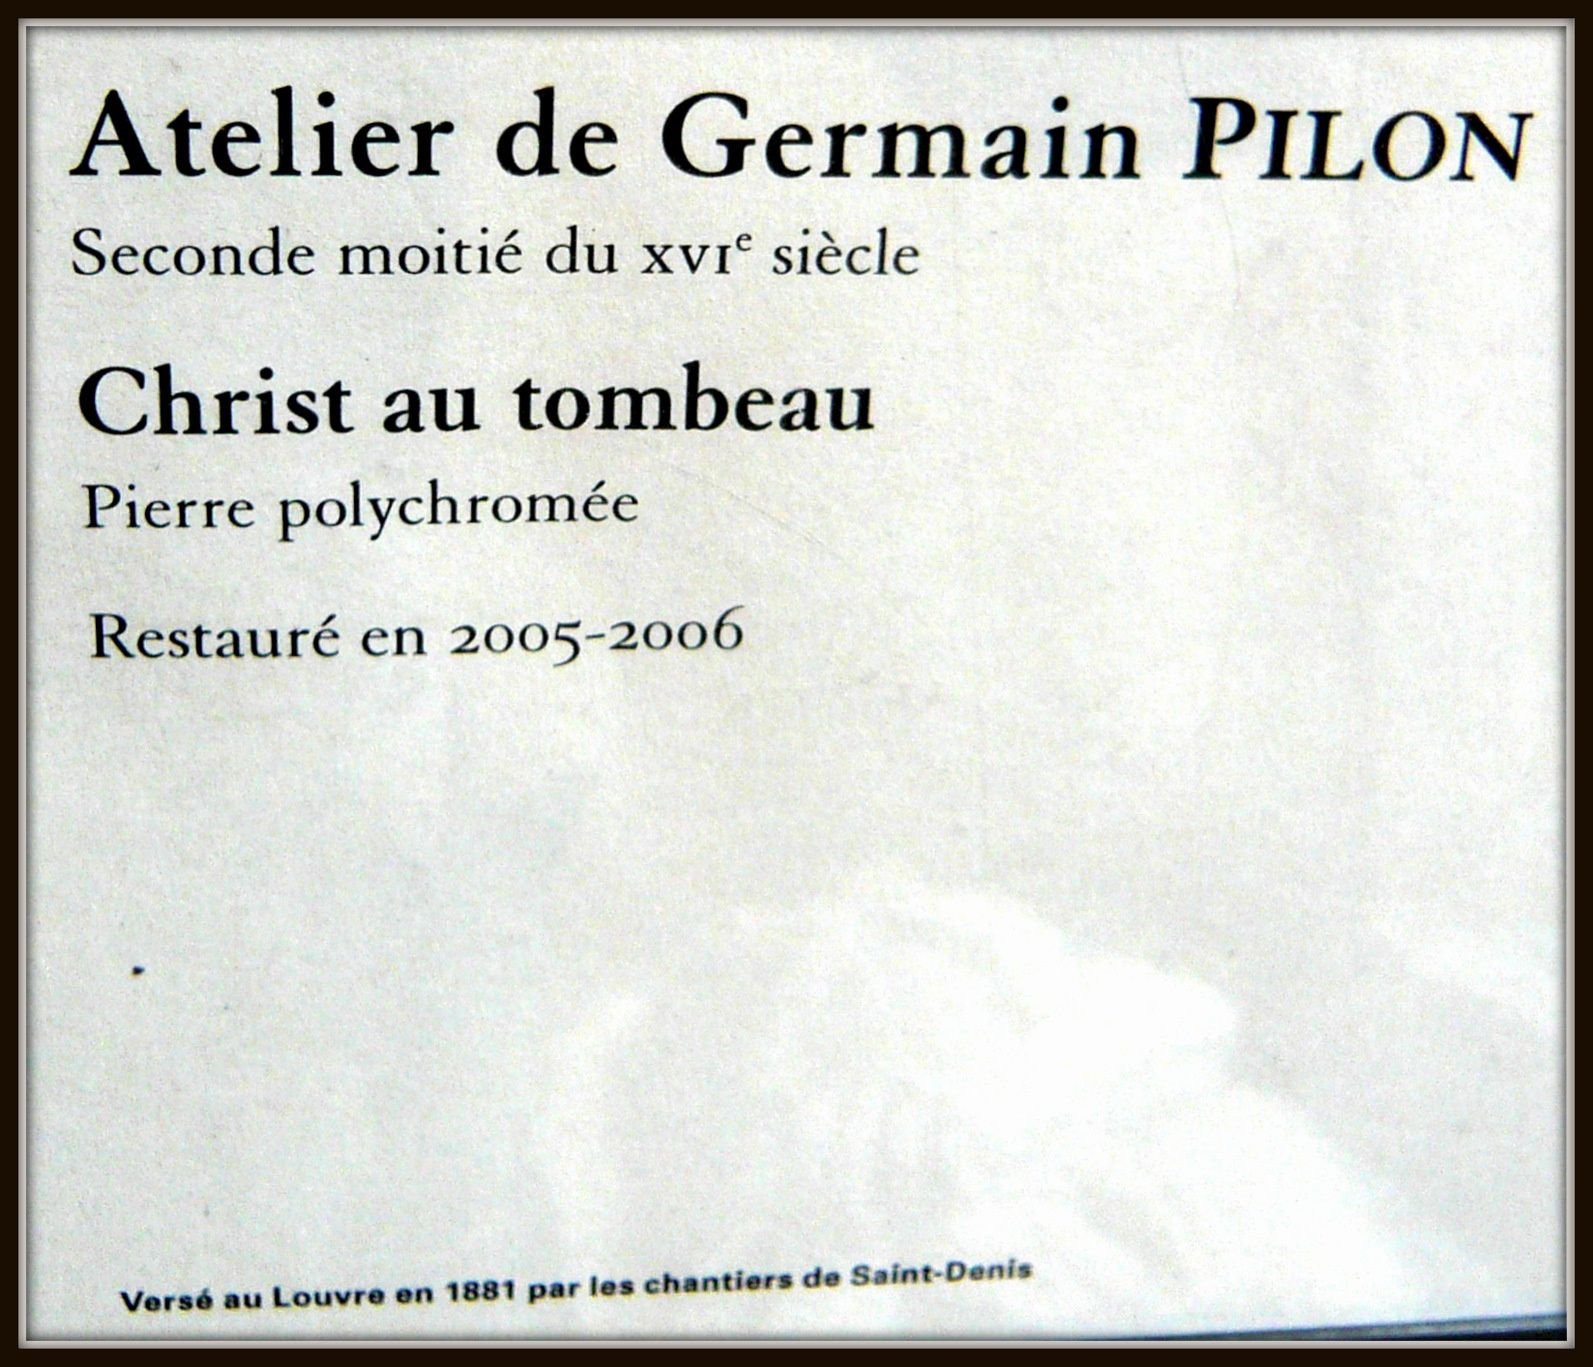 Atelier de Germain PILON
Seconde moitié du XVIe siècle
Christ au tombeau
Pierre polychromée
Restauré en 2005-2006
Versé au Louvre en 1881 par les chantiers de Saint-Denis